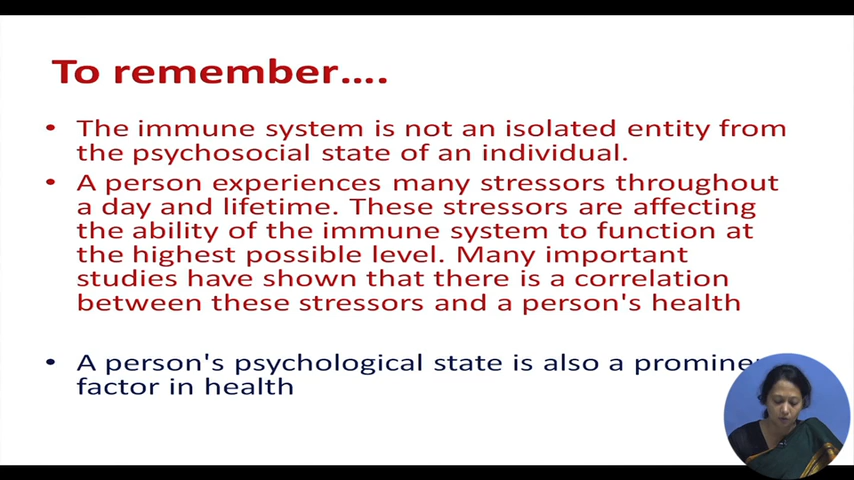 To remember....
• The immune system is not an isolated entity from
the psychosocial state of an individual.
• A person experiences many stressors throughout
a day and lifetime. These stressors are affecting
the ability of the immune system to function at
the highest possible level. Many important
studies have shown that there is a correlation
between these stressors and a person's health
• A person's psychological state is also a
factor in health